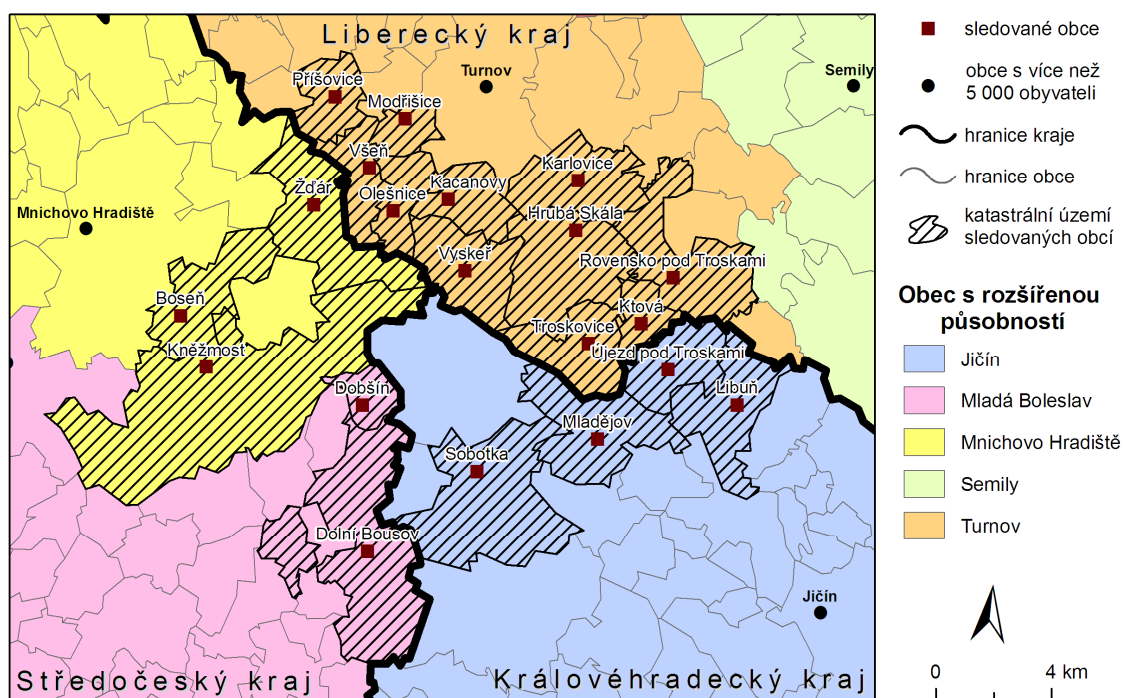 Liberecký kraj
Příšovice
Turnov
Semily
Modřišice
Všeň
Karlovice
Kacanovy
Žďár
Olešnice
Mnichovo Hradiště
Hrubá Skála
Vyskeř
Rovensko pod Troskami
Boseň
Ktová
Troskovice
Kněžmost
Újezd pod Troskami
Dobšín
Libuň
Mladějov
Sobotka
Dolní Bousov
Jičín
Středočeský kraj
Královéhradecký kraj
sledované obce
obce s více než
5 000 obyvateli
hranice kraje
hranice obce
katastrální území
sledovaných obcí
Obec s rozšířenou
působností
Jičín
Mladá Boleslav
Mnichovo Hradiště
Semily
Turnov
0 4 km